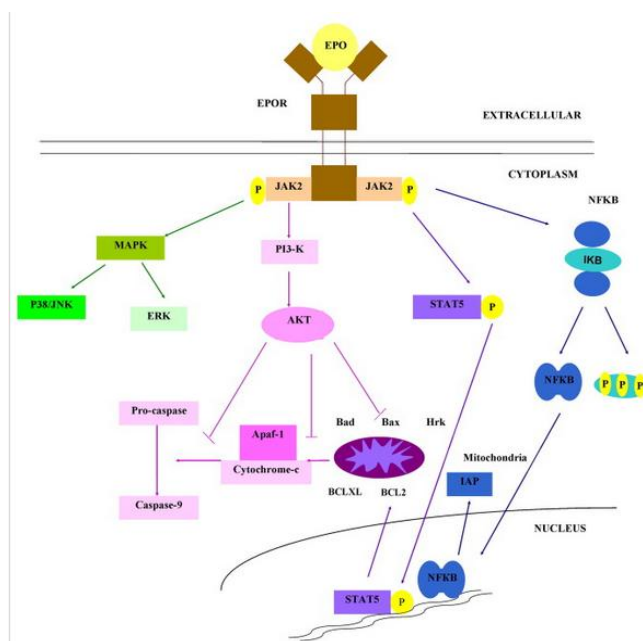 EPO
EPOR
EXTRACELLULAR
CYTOPLASM
P JAK2 JAK2 P
NFKB
MAPK
PI3-K
IKB
P38/JNK
ERK
AKT
STAT5 P
NFKB
P P P
Pro-caspase
Bad Bax Hrk
Apaf-1
Cytochrome-c
Mitochondria
IAP
Caspase-9
BCLXL BCL2
NUCLEUS
NFKB
STAT5 P